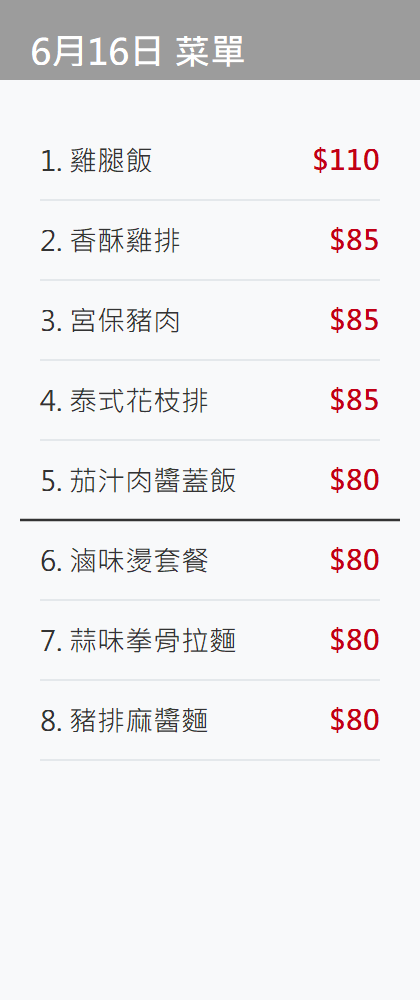 6月16日 菜單
1. 雞腿飯 $110
2. 香酥雞排 $85
3. 宮保豬肉 $85
4. 泰式花枝排 $85
5. 茄汁肉醬蓋飯 $80
6. 滷味燙套餐 $80
7. 蒜味拳骨拉麵 $80
8. 豬排麻醬麵 $80